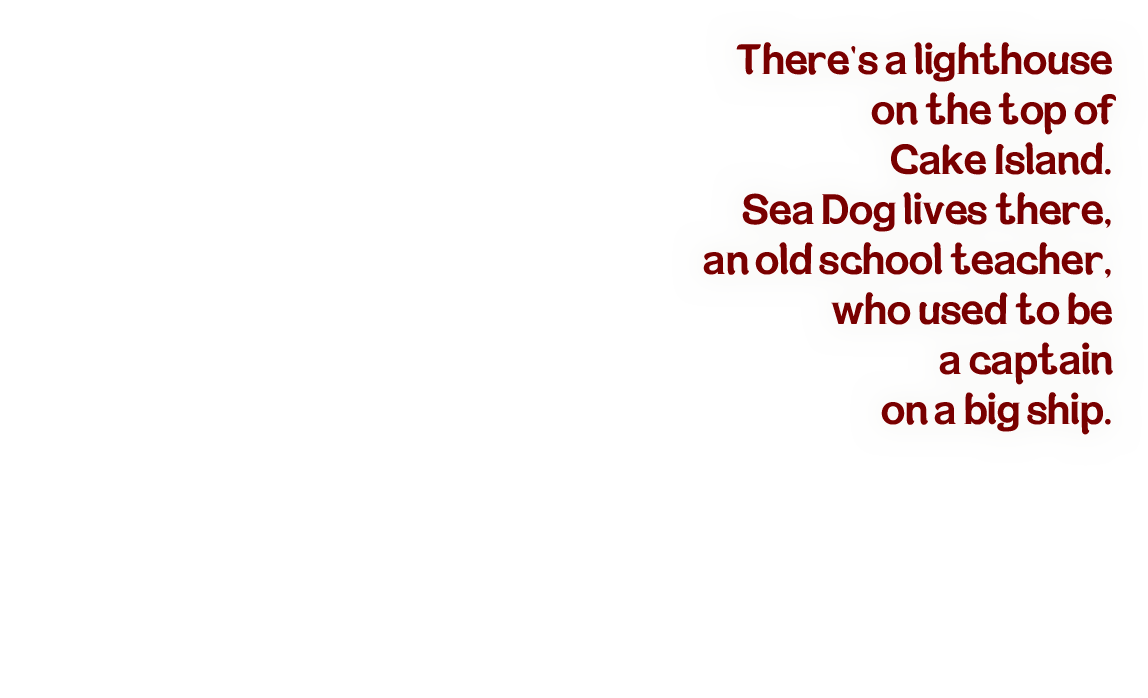 There's a lighthouse
on the top of
Cake Island.
Sea Dog lives there,
an old school teacher,
who used to be
a captain
on a big ship.